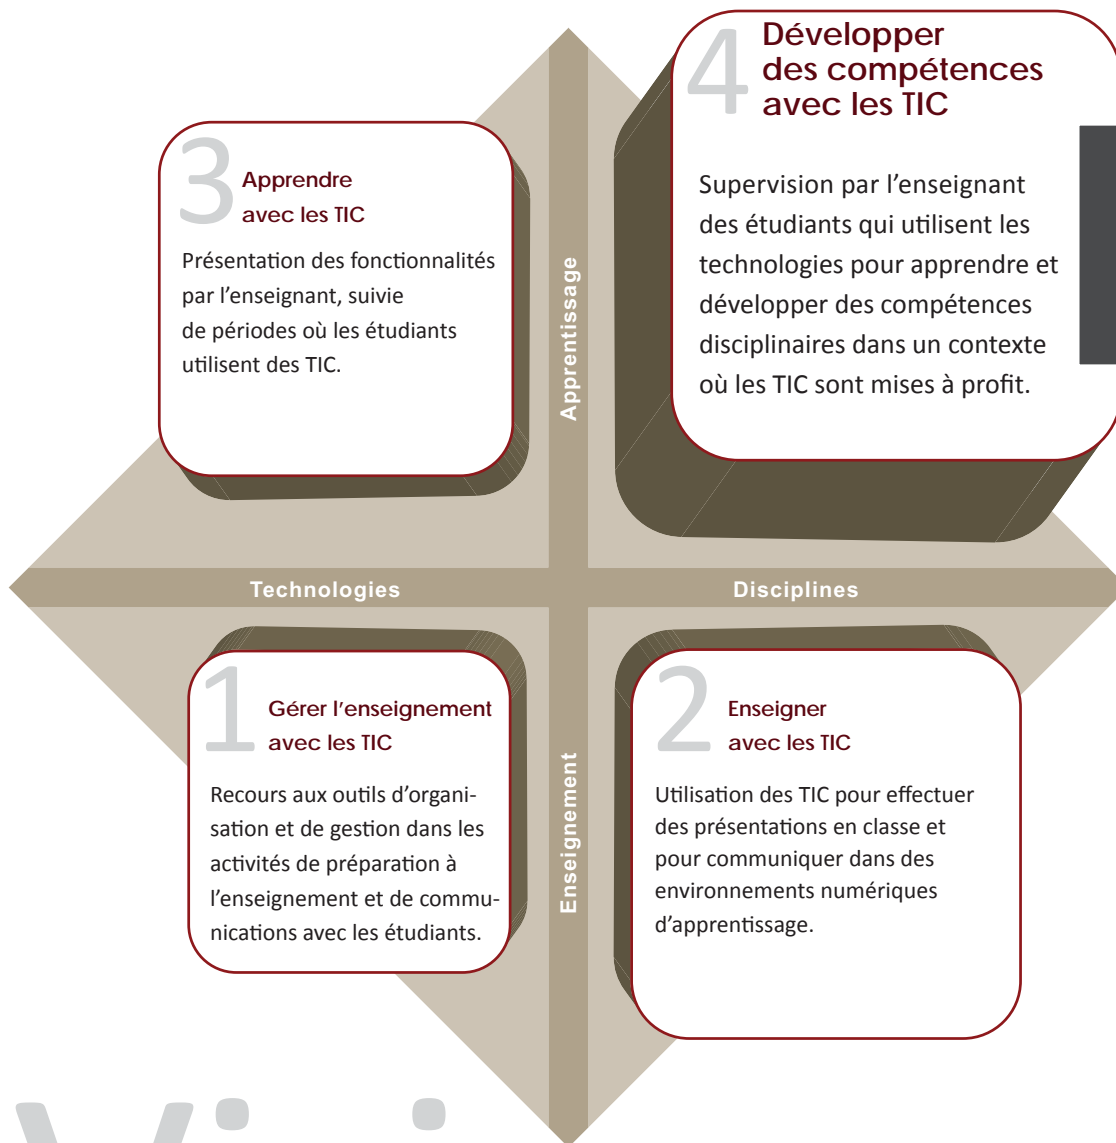 4
Développer
des compétences
avec les TIC
Supervision par l’enseignant
des étudiants qui utilisent les
technologies pour apprendre et
développer des compétences
disciplinaires dans un contexte
où les TIC sont mises à profit.
3
Apprendre
avec les TIC
Présentation des fonctionnalités
par l’enseignant, suivie
de périodes où les étudiants
utilisent des TIC.
Apprentissage
Technologies
Disciplines
1
Gérer l’enseignement
avec les TIC
Recours aux outils d’organi-
sation et de gestion dans les
activités de préparation à
l’enseignement et de commu-
nications avec les étudiants.
Enseignement
2
Enseigner
avec les TIC
Utilisation des TIC pour effectuer
des présentations en classe et
pour communiquer dans des
environnements numériques
d’apprentissage.